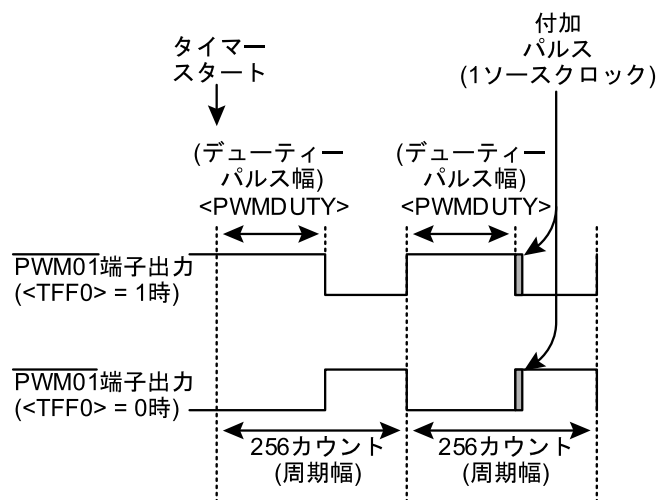 タイマー
スタート
付加
パルス
(1ソースクロック)
(デューティー
パルス幅)
<PWMDUTY>
(デューティー
パルス幅)
<PWMDUTY>
PWM01端子出力
(<TFF0> = 1時)
PWM01端子出力
(<TFF0> = 0時)
256カウント
(周期幅)
256カウント
(周期幅)